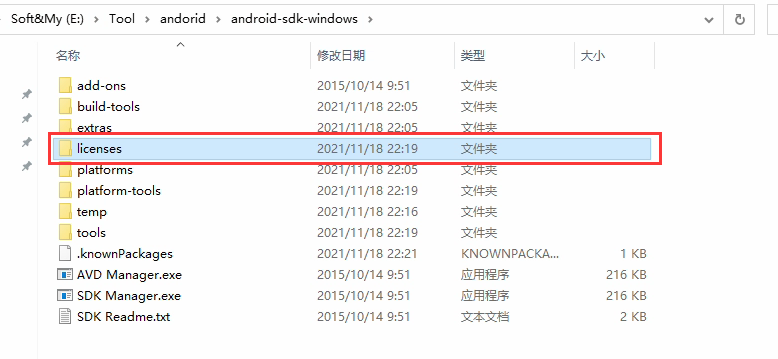 Soft&My (E:) › Tool › andorid › android-sdk-windows ›
名称 修改日期 类型 大小
add-ons 2015/10/14 9:51 文件夹
build-tools 2021/11/18 22:05 文件夹
extras 2021/11/18 22:05 文件夹
licenses 2021/11/18 22:19 文件夹
platforms 2021/11/18 22:05 文件夹
platform-tools 2021/11/18 22:19 文件夹
temp 2021/11/18 22:16 文件夹
tools 2021/11/18 22:19 文件夹
.knownPackages 2021/11/18 22:21 KNOWNPACKA... 1 KB
AVD Manager.exe 2015/10/14 9:51 应用程序 216 KB
SDK Manager.exe 2015/10/14 9:51 应用程序 216 KB
SDK Readme.txt 2015/10/14 9:51 文本文档 2 KB